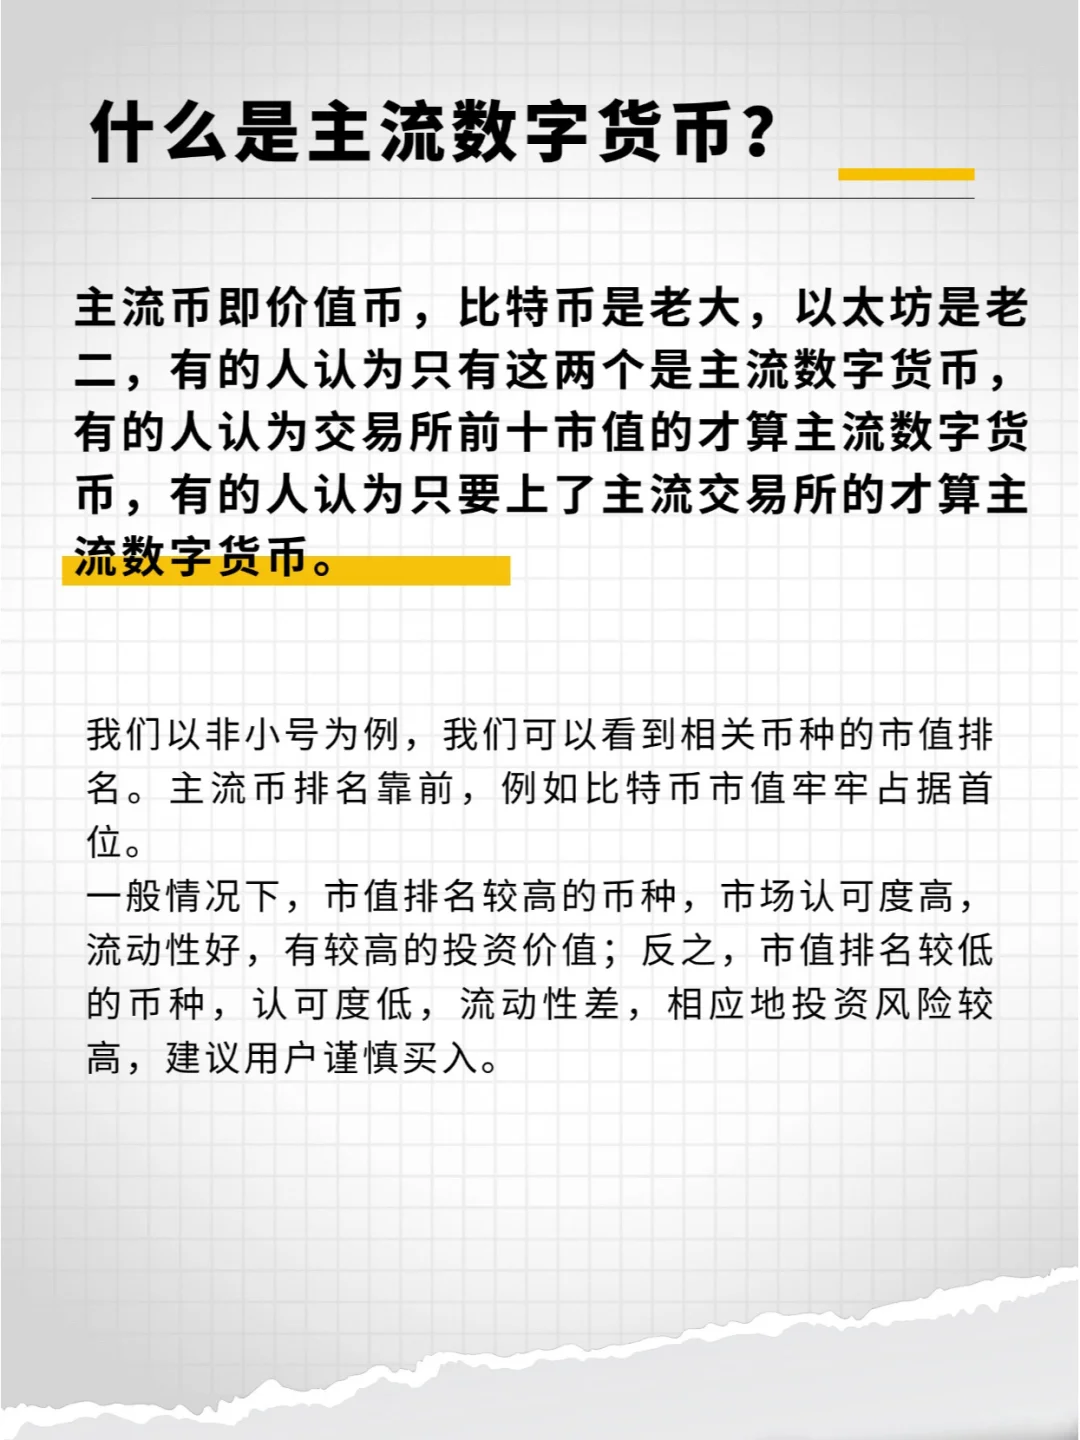 什么是主流数字货币？
主流币即价值币，比特币是老大，以太坊是老
二，有的人认为只有这两个是主流数字货币，
有的人认为交易所前十市值的才算主流数字货
币，有的人认为只要上了主流交易所的才算主
流数字货币。
我们以非小号为例，我们可以看到相关币种的市值排
名。主流币排名靠前，例如比特币市值牢牢占据首
位。
一般情况下，市值排名较高的币种，市场认可度高，
流动性好，有较高的投资价值；反之，市值排名较低
的币种，认可度低，流动性差，相应地投资风险较
高，建议用户谨慎买入。